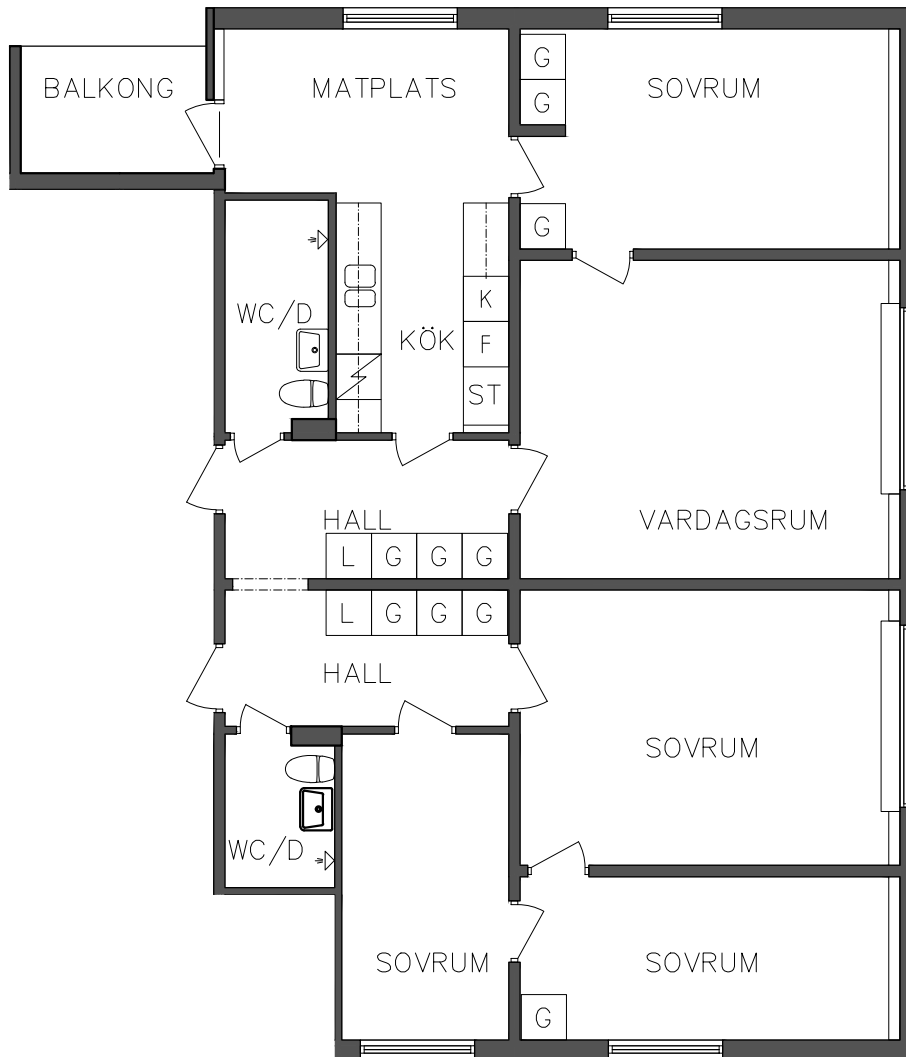 BALKONG
MATPLATS
G
SOVRUM
G
G
WC/D
K
KÖK
F
ST
HALL
VARDAGSRUM
L G G G
L G G G
HALL
SOVRUM
WC/D
SOVRUM
SOVRUM
G